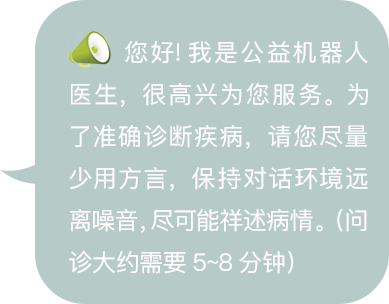 您好!我是公益机器人
医生，很高兴为您服务。为
了准确诊断疾病，请您尽量
少用方言，保持对话环境远
离噪音，尽可能祥述病情。（问
诊大约需要 5~8 分钟）